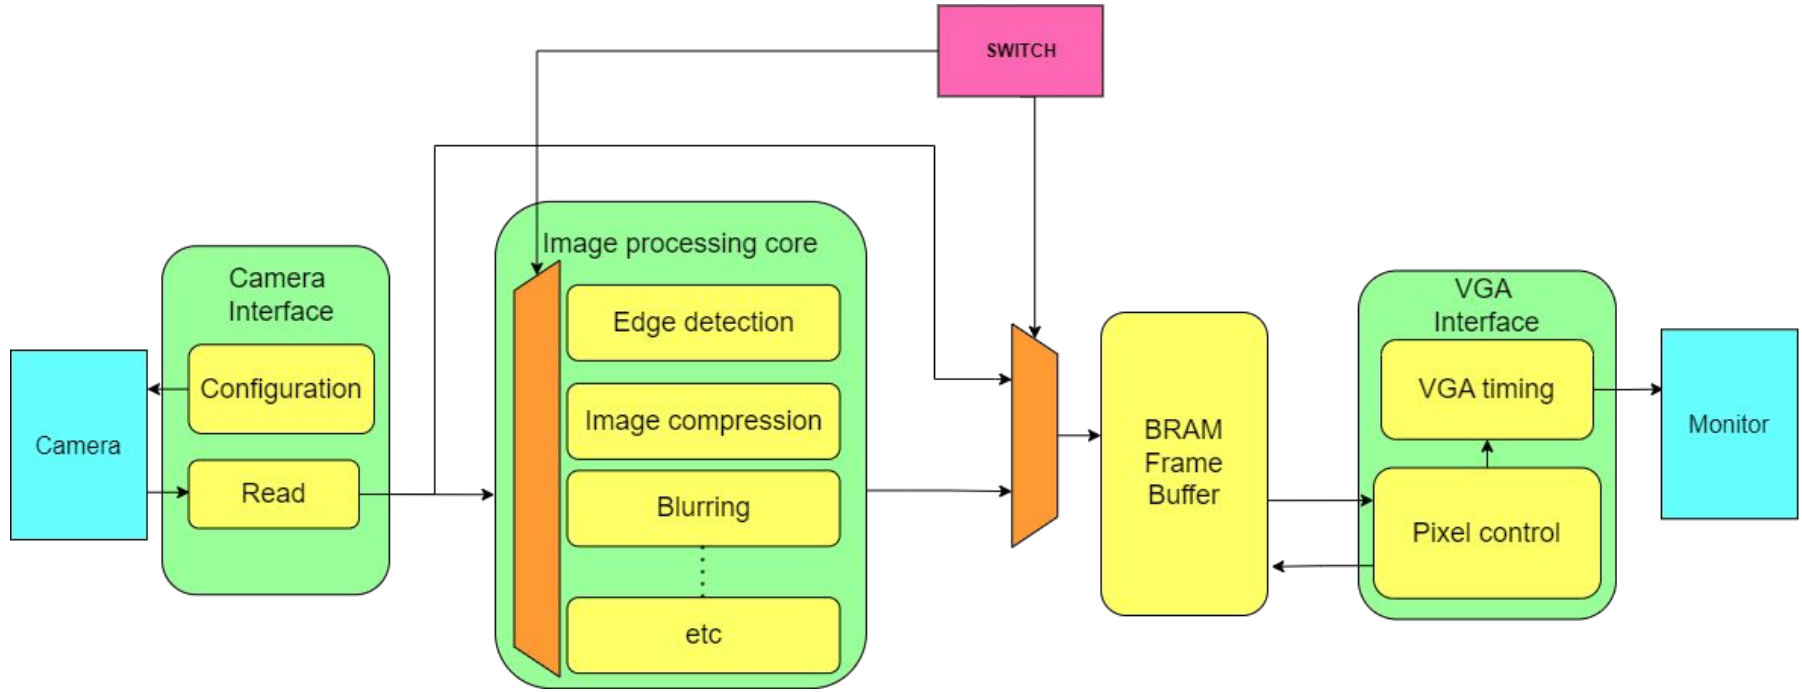 SWITCH
Camera
Camera
Interface
Configuration
Read
Image processing core
Edge detection
Image compression
Blurring
etc
BRAM
Frame
Buffer
VGA
Interface
VGA timing
Pixel control
Monitor